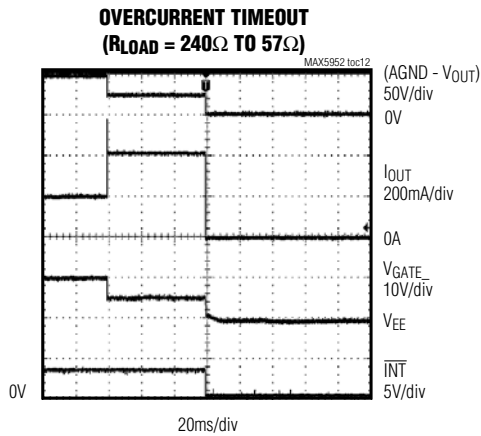 OVERCURRENT TIMEOUT
(RLOAD = 240Ω TO 57Ω)
MAX5952 toc12
(AGND - VOUT)
50V/div
0V
IOUT
200mA/div
0A
VGATE_
10V/div
VEE
INT
5V/div
0V
20ms/div
T